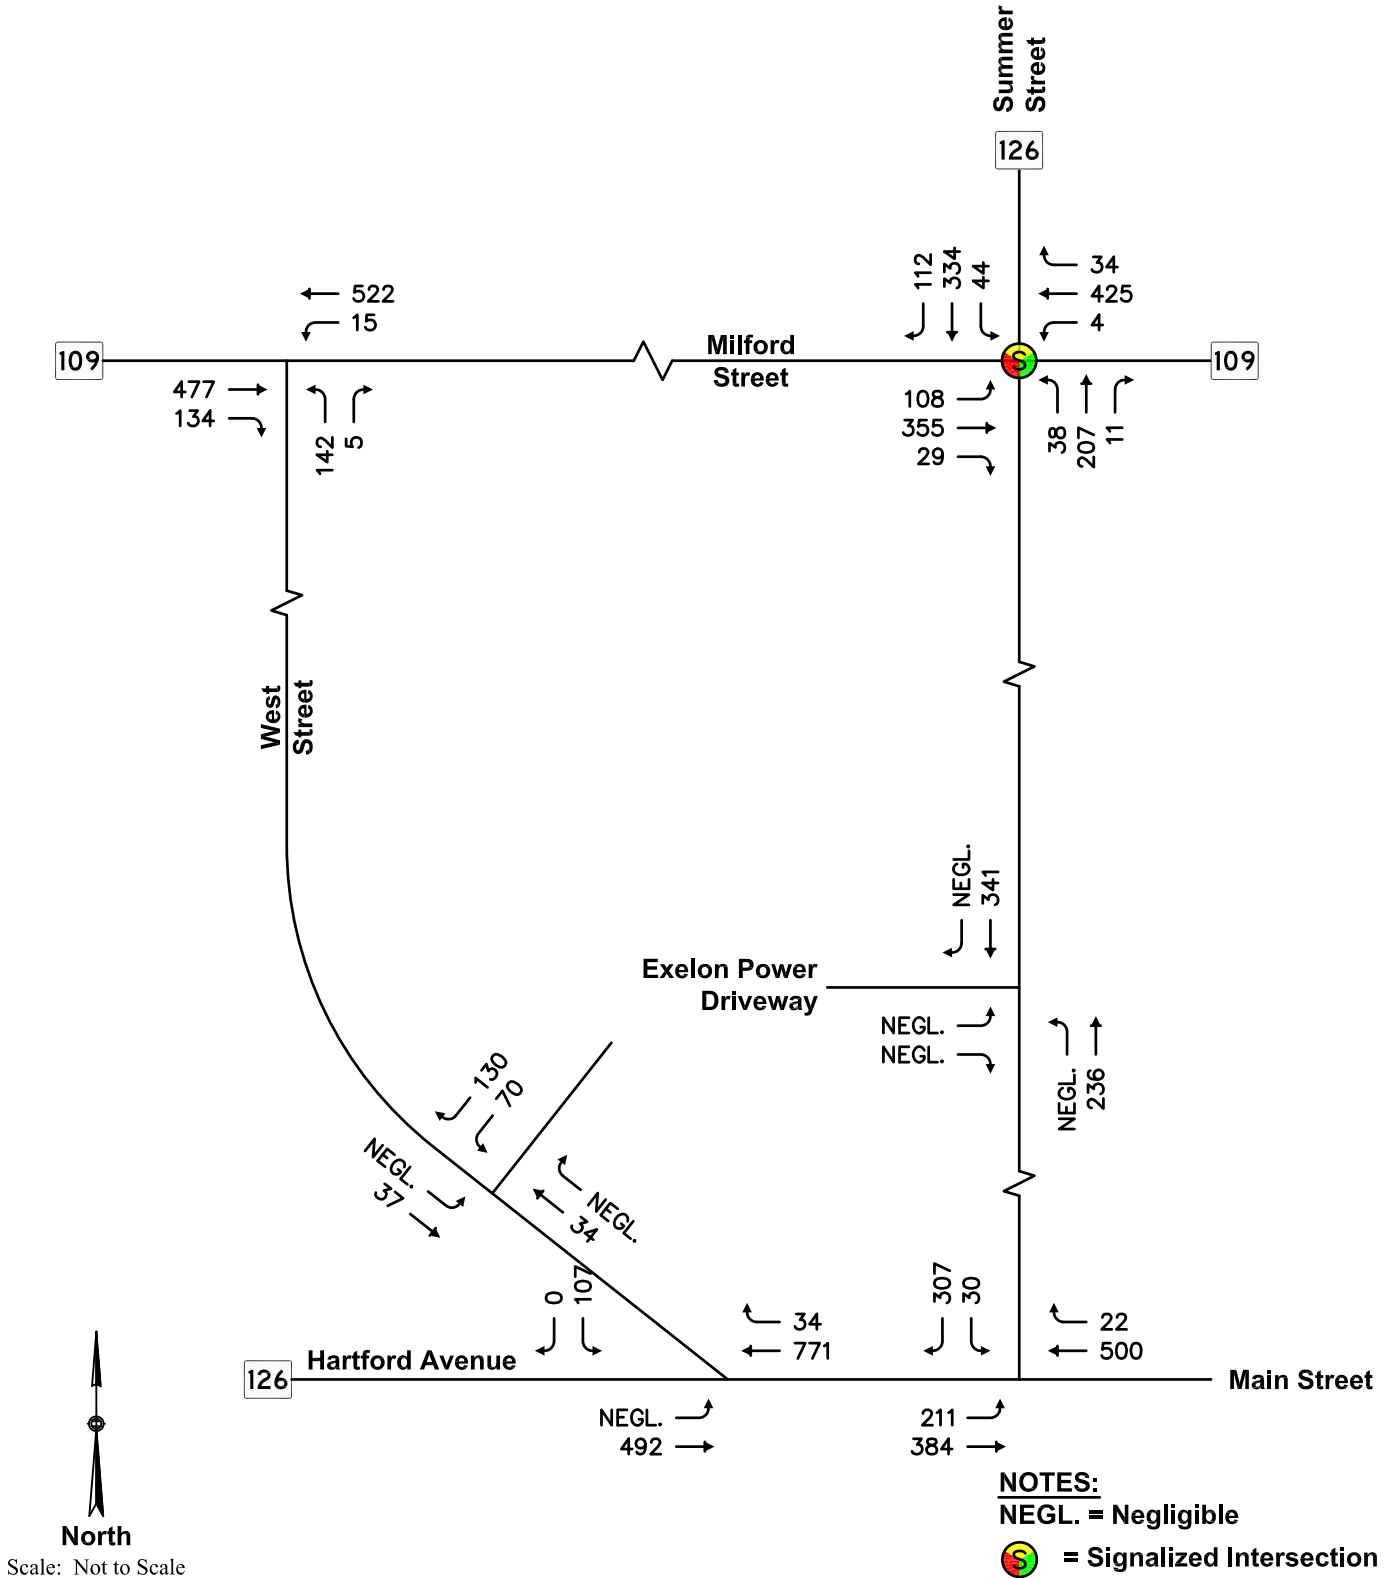 Summer
Street
126
112
334
44
34
425
4
522
15
109
Milford
Street
S
109
477
134
142
5
108
355
29
38
207
11
West
Street
NEGL.
341
Exelon Power
Driveway
NEGL.
NEGL.
NEGL.
236
130
70
NEGL.
37
NEGL.
34
0
107
34
771
307
30
22
500
126
Hartford Avenue
Main Street
NEGL.
492
211
384
North
Scale: Not to Scale
NOTES:
NEGL. = Negligible
S = Signalized Intersection